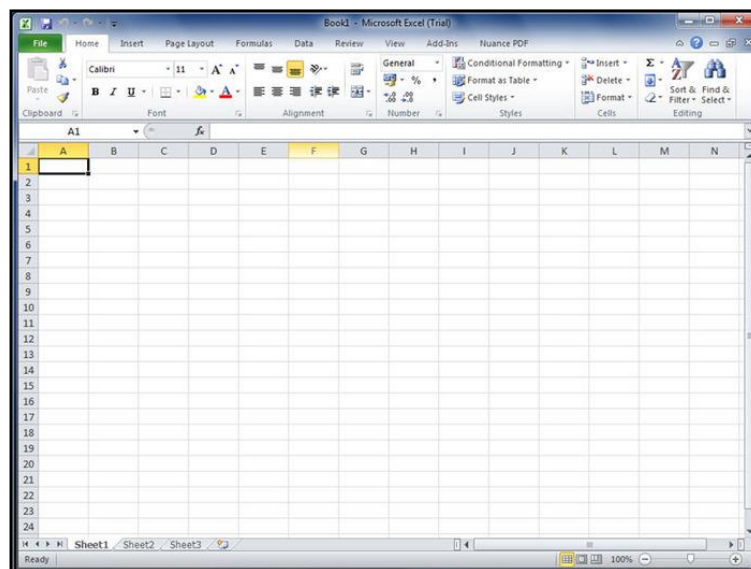 Book1 - Microsoft Excel (Trial)
File Home Insert Page Layout Formulas Data Review View Add-Ins Nuance PDF
Paste
Calibri 11 A A
B I U A
General
% ,
Conditional Formatting
Format as Table
Cell Styles
Insert
Delete
Format
Σ
Sort & Filter
Find & Select
Clipboard Font Alignment Number Styles Cells Editing
A1 fx
A B C D E F G H I J K L M N
1
2
3
4
5
6
7
8
9
10
11
12
13
14
15
16
17
18
19
20
21
22
23
24
Sheet1 Sheet2 Sheet3
Ready 100%